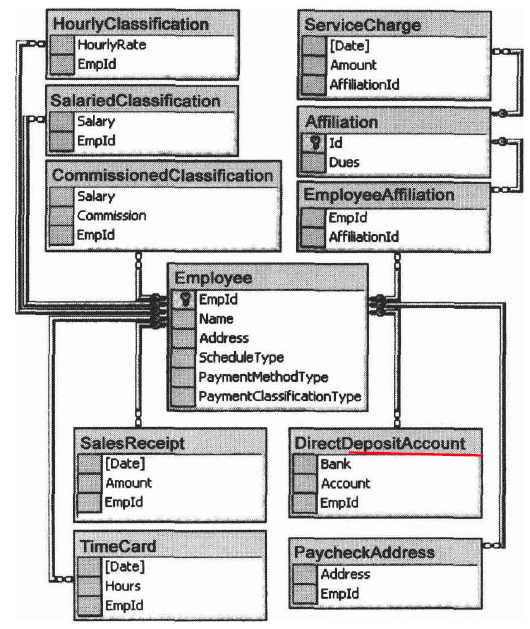 HourlyClassification
HourlyRate
EmpId
SalariedClassification
Salary
EmpId
CommissionedClassification
Salary
Commission
EmpId
ServiceCharge
[Date]
Amount
AffiliationId
Affiliation
Id
Dues
EmployeeAffiliation
EmpId
AffiliationId
Employee
EmpId
Name
Address
ScheduleType
PaymentMethodType
PaymentClassificationType
SalesReceipt
[Date]
Amount
EmpId
TimeCard
[Date]
Hours
EmpId
DirectDepositAccount
Bank
Account
EmpId
PaycheckAddress
Address
EmpId